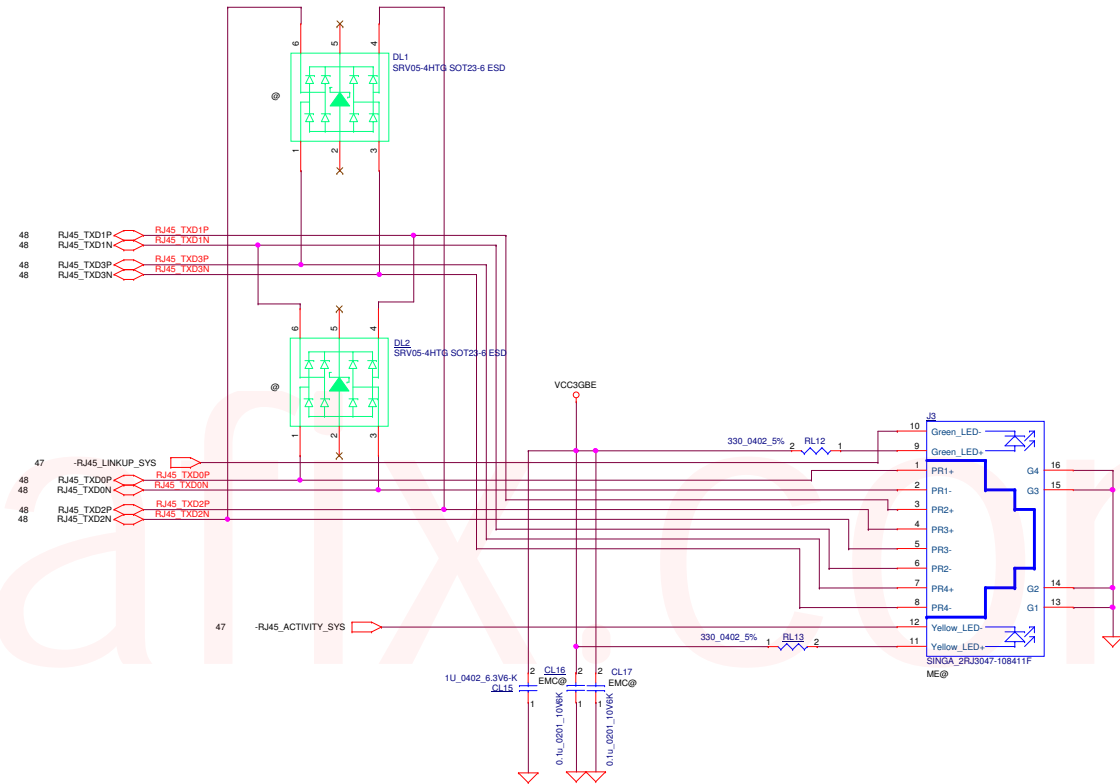 6
5
4
DL1
SRV05-4HTG SOT23-6 ESD
@
1
2
3
48 RJ45_TXD1P RJ45_TXD1P
48 RJ45_TXD1N RJ45_TXD1N
48 RJ45_TXD3P RJ45_TXD3P
48 RJ45_TXD3N RJ45_TXD3N
6
5
4
DL2
SRV05-4HTG SOT23-6 ESD
@
1
2
3
VCC3GBE
47 -RJ45_LINKUP_SYS
48 RJ45_TXD0P RJ45_TXD0P
48 RJ45_TXD0N RJ45_TXD0N
48 RJ45_TXD2P RJ45_TXD2P
48 RJ45_TXD2N RJ45_TXD2N
47 -RJ45_ACTIVITY_SYS
330_0402_5% 2 RL12 1
330_0402_5% 1 RL13 2
J3
10 Green_LED-
9 Green_LED+
1 PR1+ G4 16
2 PR1- G3 15
3 PR2+
4 PR3+
5 PR3-
6 PR2-
7 PR4+ G2 14
8 PR4- G1 13
12 Yellow_LED-
11 Yellow_LED+
SINGA_2RJ3047-108411F
ME@
1U_0402_6.3V6-K
CL15
2
1
CL16
EMC@
2
1
0.1u_0201_10V6K
CL17
EMC@
2
1
0.1u_0201_10V6K
afix.com